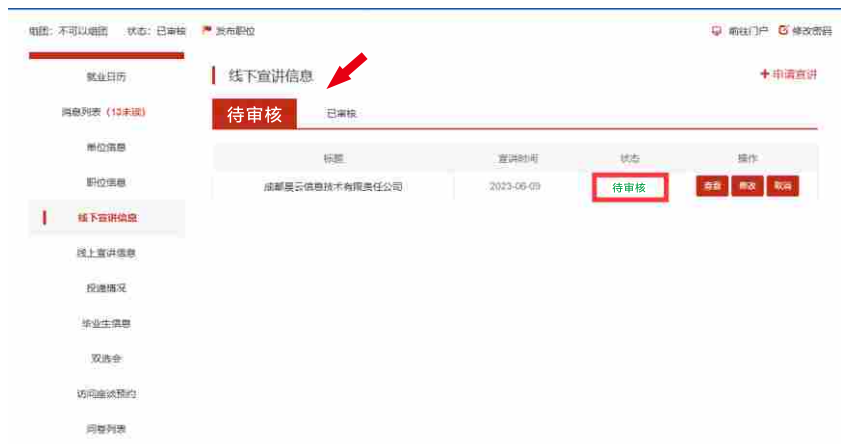 组团：不可以组团 状态：已审核 发布职位 前往门户 修改密码
就业日历
消息列表（13未读）
单位信息
职位信息
线下宣讲信息
线上宣讲信息
投递情况
毕业生信息
双选会
访问座谈预约
问卷列表
线下宣讲信息 申请宣讲
待审核 已审核
标题 宣讲时间 状态 操作
成都星云信息技术有限责任公司 2023-06-09 待审核 查看 修改 取消